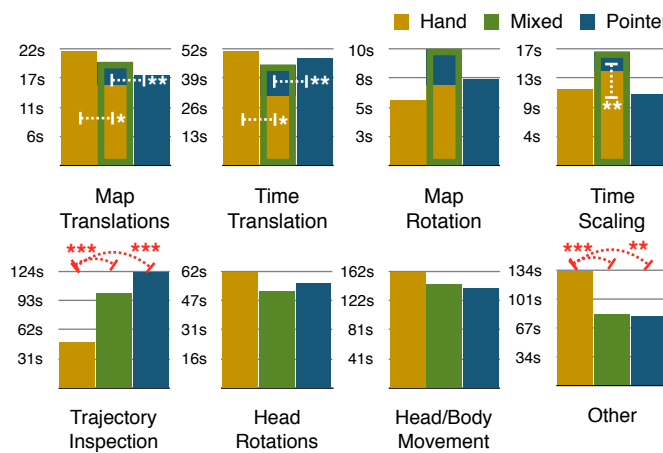 Hand Mixed Pointer
22s
17s
11s
6s
** 
*
Map
Translations
52s
39s
26s
13s
**
*
Time
Translation
10s
8s
5s
3s
Map
Rotation
17s
13s
9s
4s
**
Time
Scaling
*** ***
124s
93s
62s
31s
Trajectory
Inspection
62s
47s
31s
16s
Head
Rotations
162s
122s
81s
41s
Head/Body
Movement
*** **
134s
101s
67s
34s
Other